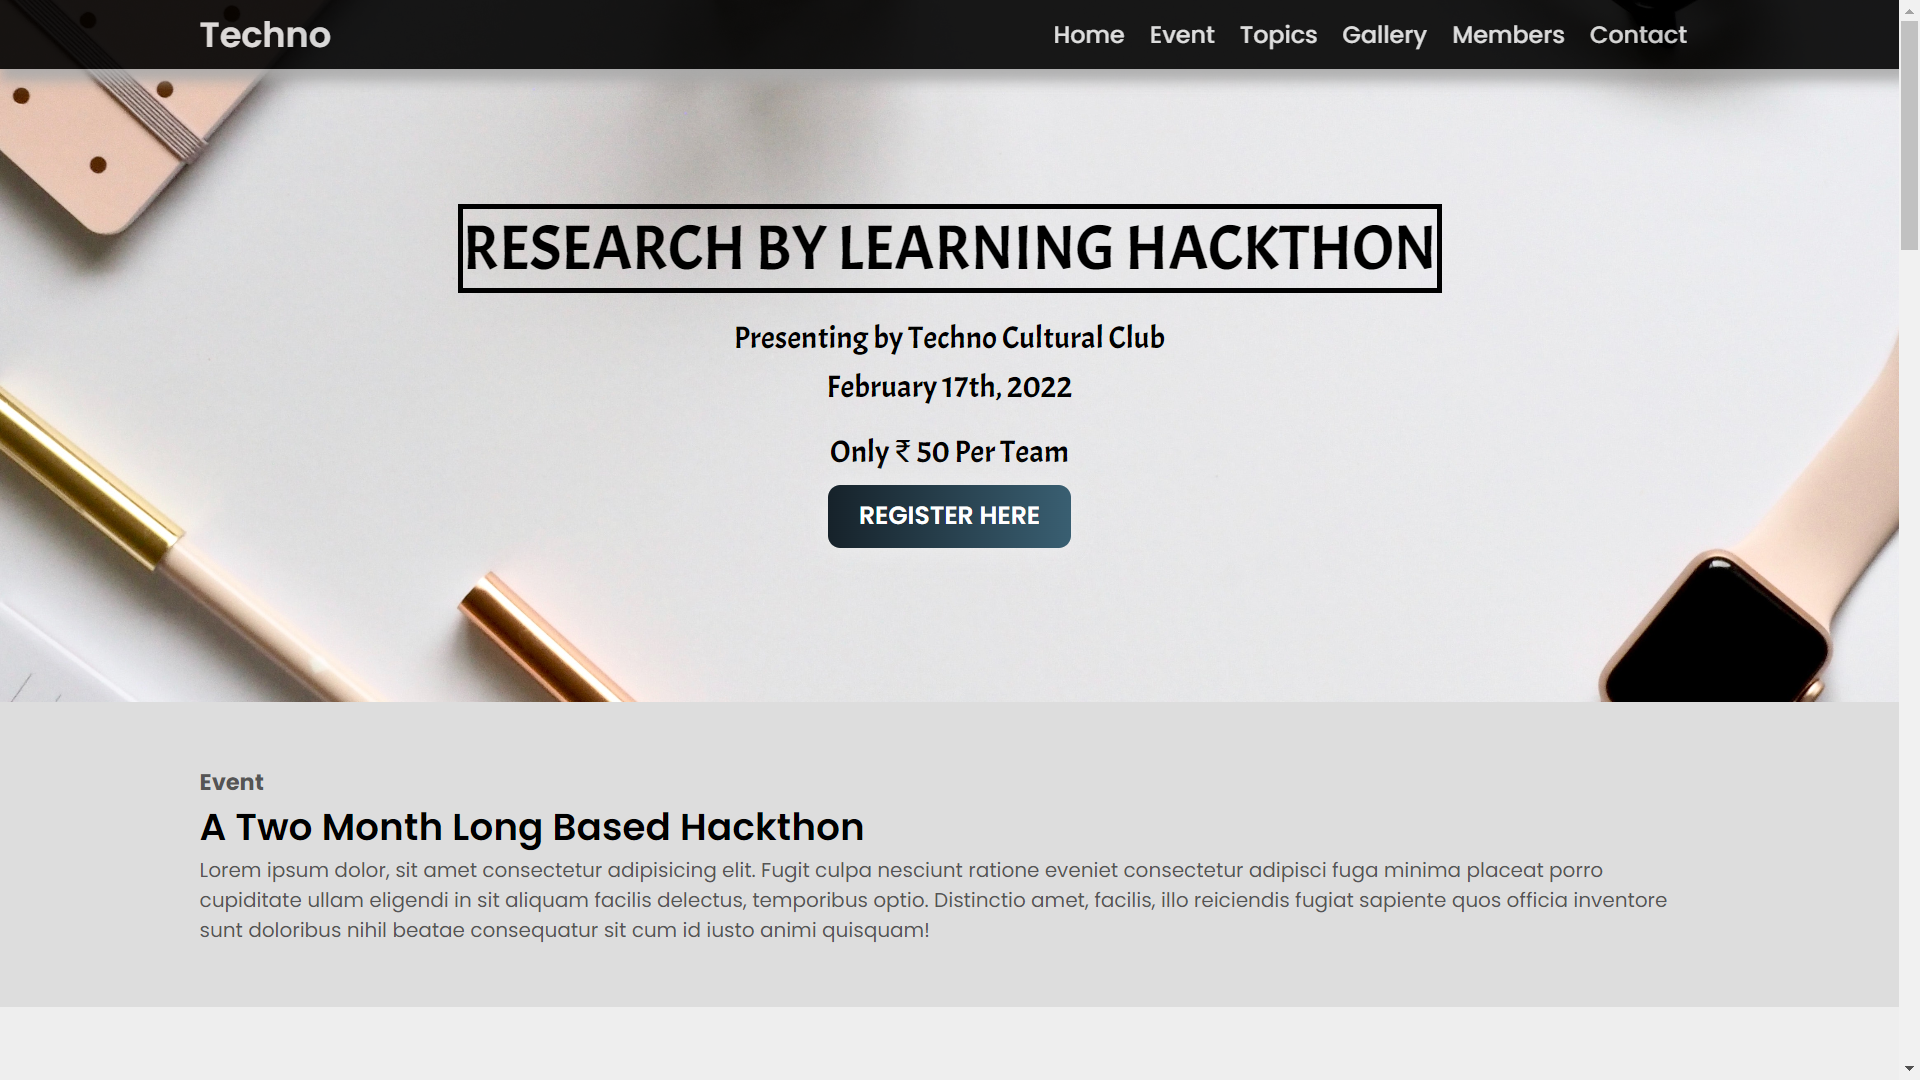 Techno
Home Event Topics Gallery Members Contact
RESEARCH BY LEARNING HACKTHON
Presenting by Techno Cultural Club
February 17th, 2022
Only ₹ 50 Per Team
REGISTER HERE
Event
A Two Month Long Based Hackthon
Lorem ipsum dolor, sit amet consectetur adipisicing elit. Fugit culpa nesciunt ratione eveniet consectetur adipisci fuga minima placeat porro
cupiditate ullam eligendi in sit aliquam facilis delectus, temporibus optio. Distinctio amet, facilis, illo reiciendis fugiat sapiente quos officia inventore
sunt doloribus nihil beatae consequatur sit cum id iusto animi quisquam!